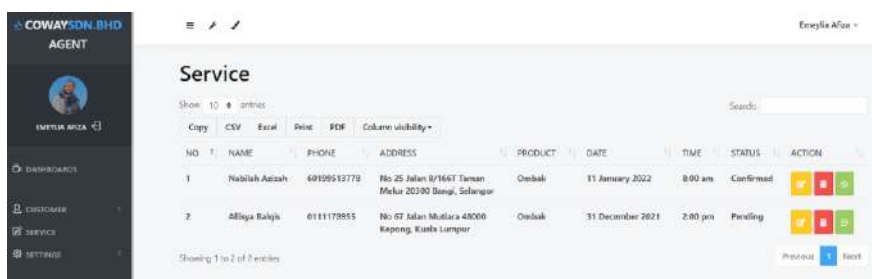 COWAYSDN.BHD
AGENT
EMEYLIA AFIZA
DASHBOARDS
CUSTOMER
SERVICE
SETTINGS
Emeylia Afiza
Service
Show 10 entries
Search:
Copy CSV Excel Print PDF Column visibility
NO NAME PHONE ADDRESS PRODUCT DATE TIME STATUS ACTION
1 Nabilah Azizah 60199513778 No 25 Jalan 8/1667 Taman Ombak 11 January 2022 8:00 am Confirmed
Melur 20300 Bangi, Selangor
2 Allisya Balqis 0111178955 No 67 Jalan Mutiara 48000 Ombak 31 December 2021 2:00 pm Pending
Kepong, Kuala Lumpur
Showing 1 to 2 of 2 entries
Previous 1 Next